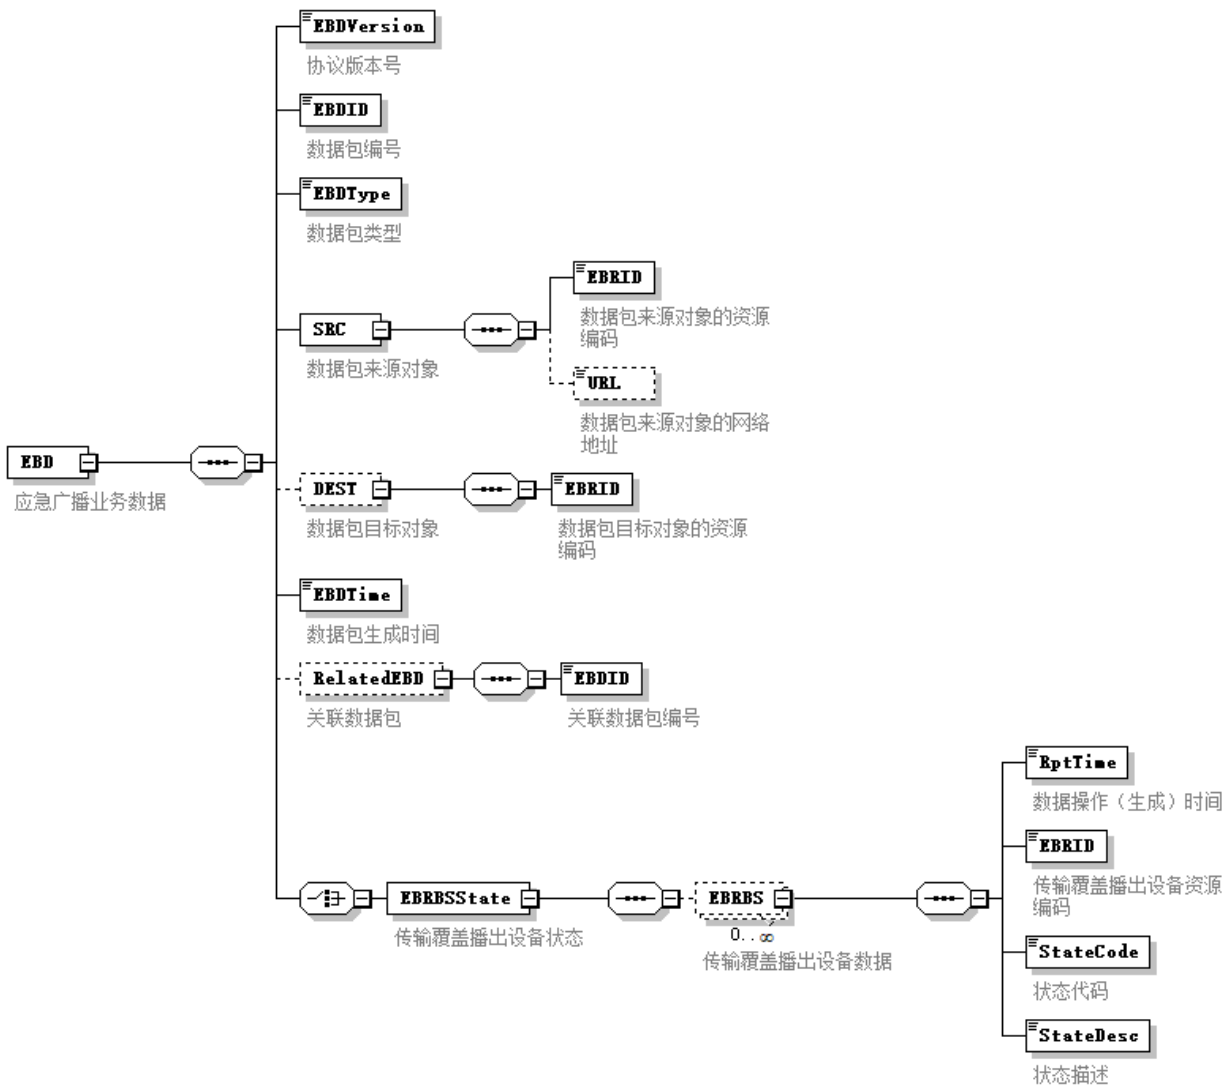 EBDVersion
协议版本号
EBDID
数据包编号
EBDType
数据包类型
EBRID
数据包来源对象的资源
编码
SRC
数据包来源对象
URL
数据包来源对象的网络
地址
EBD
应急广播业务数据
DEST
数据包目标对象
EBRID
数据包目标对象的资源
编码
EBDTime
数据包生成时间
RelatedEBD
关联数据包
EBDID
关联数据包编号
RptTime
数据操作（生成）时间
EBRID
传输覆盖播出设备资源
编码
EBRBSState
传输覆盖播出设备状态
EBRBS
0..∞
传输覆盖播出设备数据
StateCode
状态代码
StateDesc
状态描述